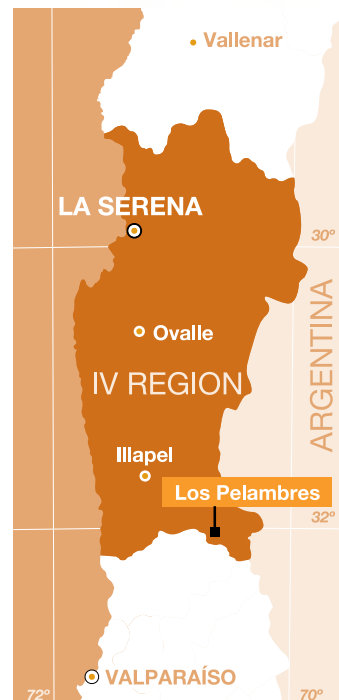 Vallenar
LA SERENA
30º
ARGENTINA
Ovalle
IV REGION
Illapel
Los Pelambres
32º
VALPARAÍSO
72º
70º